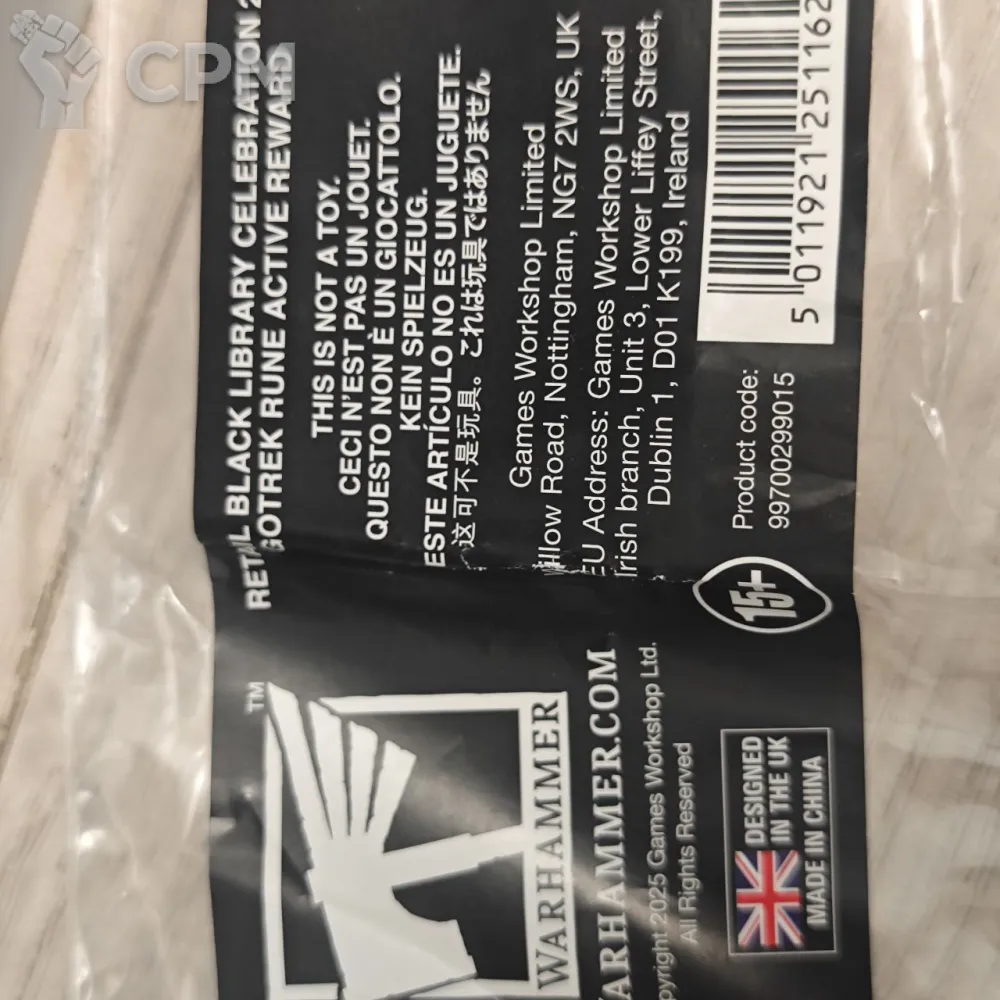 CPM
RETAIL BLACK LIBRARY CELEBRATION 2
GOTREK RUNE ACTIVE REWARD
THIS IS NOT A TOY.
CECI N'EST PAS UN JOUET.
QUESTO NON È UN GIOCATTOLO.
KEIN SPIELZEUG.
ESTE ARTÍCULO NO ES UN JUGUETE.
这可不是玩具。これは玩具ではありません
Games Workshop Limited
Willow Road, Nottingham, NG7 2WS, UK
EU Address: Games Workshop Limited
Irish branch, Unit 3, Lower Liffey Street,
Dublin 1, D01 K199, Ireland
Product code:
99700299015
5 011921 251162
15+
TM
WARHAMMER
WARHAMMER.COM
Copyright 2025 Games Workshop Ltd.
All Rights Reserved
DESIGNED
IN THE UK
MADE IN CHINA